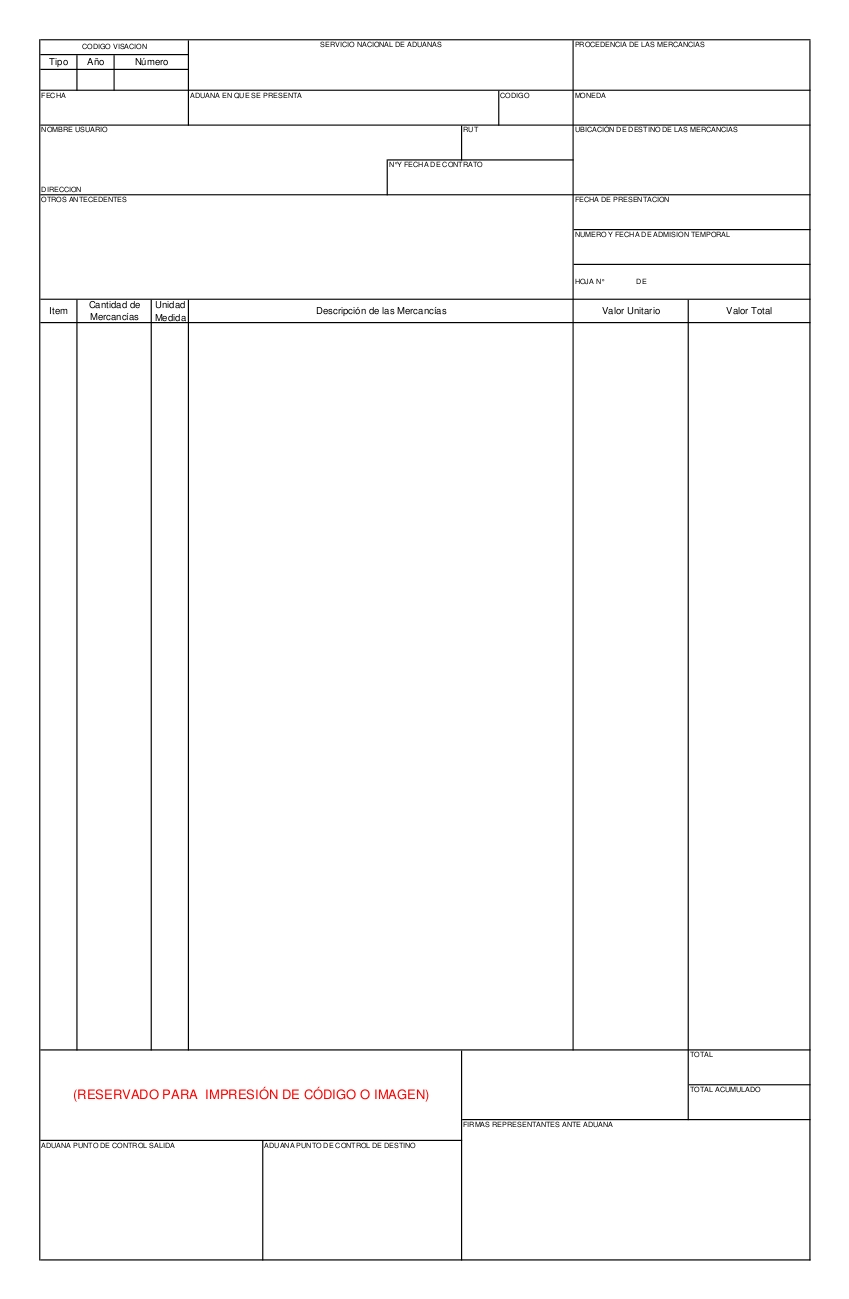 CODIGO VISACION
SERVICIO NACIONAL DE ADUANAS
PROCEDENCIA DE LAS MERCANCIAS
Tipo Año Número
FECHA
ADUANA EN QUE SE PRESENTA
CODIGO
MONEDA
NOMBRE USUARIO
RUT
UBICACIÓN DE DESTINO DE LAS MERCANCIAS
N°Y FECHA DE CONTRATO
DIRECCION
OTROS ANTECEDENTES
FECHA DE PRESENTACION
NUMERO Y FECHA DE ADMISION TEMPORAL
HOJA N° DE
Item
Cantidad de
Mercancías
Unidad
Medida
Descripción de las Mercancías
Valor Unitario
Valor Total
TOTAL
(RESERVADO PARA IMPRESIÓN DE CÓDIGO O IMAGEN)
TOTAL ACUMULADO
FIRMAS REPRESENTANTES ANTE ADUANA
ADUANA PUNTO DE CONTROL SALIDA
ADUANA PUNTO DE CONTROL DE DESTINO